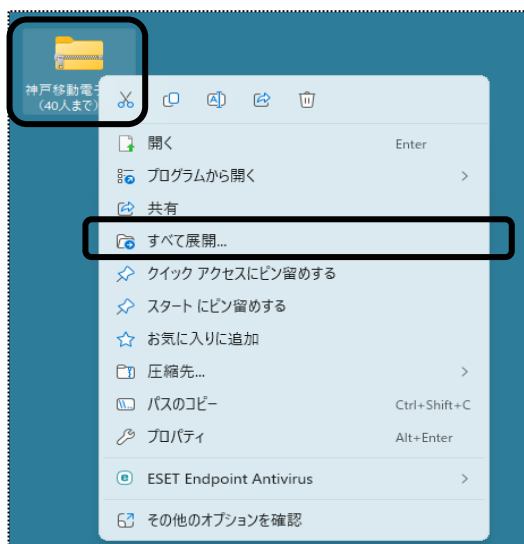 神戸移動電子
（40人まで）
開く Enter
プログラムから開く
共有
すべて展開...
クイック アクセスにピン留めする
スタート にピン留めする
お気に入りに追加
圧縮先...
パスのコピー Ctrl+Shift+C
プロパティ Alt+Enter
ESET Endpoint Antivirus
その他のオプションを確認